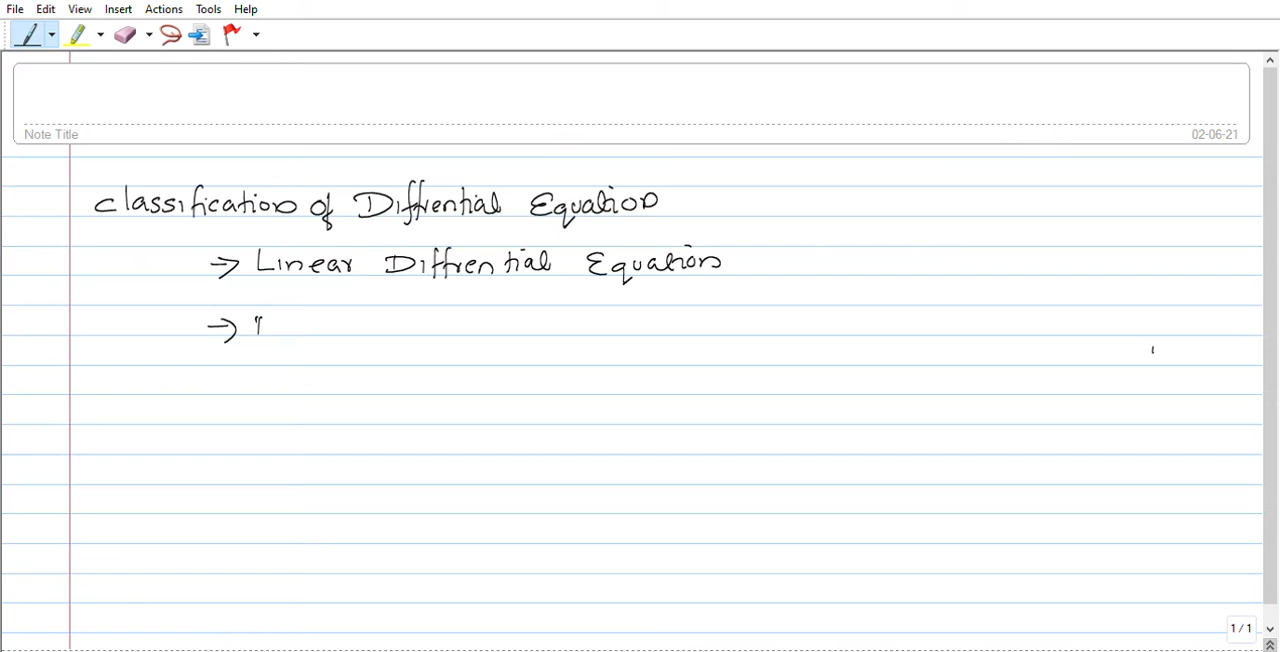 File Edit View Insert Actions Tools Help
Note Title 02-06-21
Classification of Diffrential Equation
→ Linear Diffrential Equation
→
1 / 1